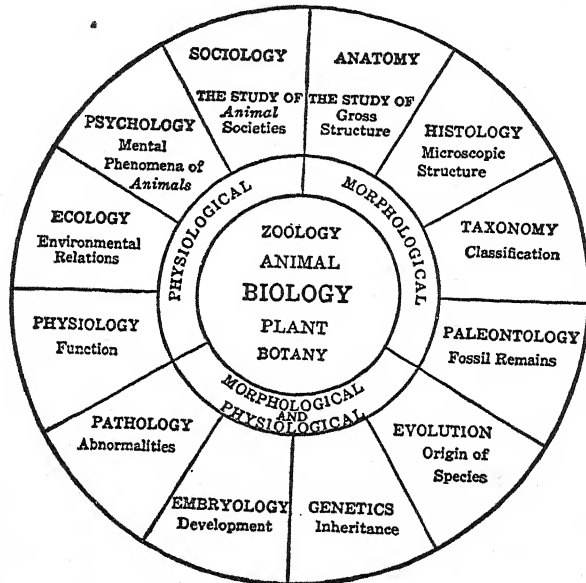 SOCIOLOGY
THE STUDY OF
Animal
Societies
ANATOMY
THE STUDY OF
Gross
Structure
HISTOLOGY
Microscopic
Structure
TAXONOMY
Classification
PALEONTOLOGY
Fossil Remains
EVOLUTION
Origin of
Species
GENETICS
Inheritance
EMBRYOLOGY
Development
PATHOLOGY
Abnormalities
PHYSIOLOGY
Function
ECOLOGY
Environmental
Relations
PSYCHOLOGY
Mental
Phenomena of
Animals
PHYSIOLOGICAL
MORPHOLOGICAL
MORPHOLOGICAL
AND
PHYSIOLOGICAL
ZOOLOGY
ANIMAL
BIOLOGY
PLANT
BOTANY